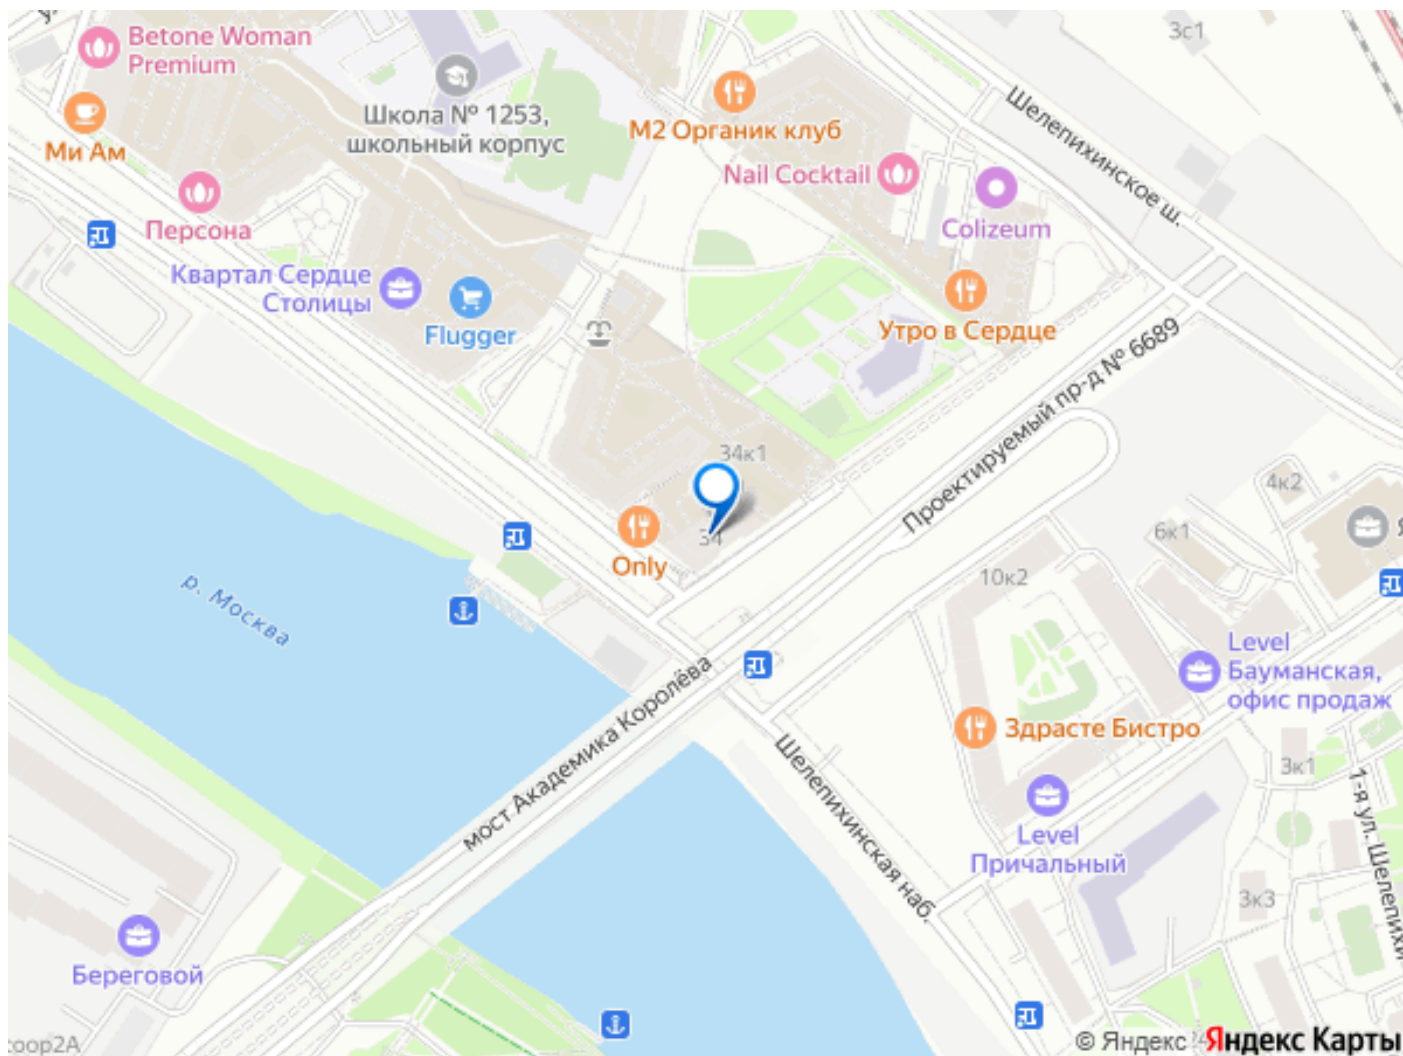 3с1
Betone Woman
Premium
Шелепихинское ш.
Школа № 1253,
школьный корпус
М2 Органик клуб
Ми Ам
Nail Cocktail
Colizeum
Персона
Квартал Сердце
Столицы
Flugger
Утро в Сердце
Проектируемый пр-д № 6689
34к1
4к2
34
6к1
Only
10к2
р. Москва
Level
Бауманская,
офис продаж
мост Академика Королёва
Здрасте Бистро
Шелепихинская наб.
3к1
1-я ул. Шелепихи
Level
Причальный
3к3
Береговой
соор2А
© Яндекс Яндекс Карты